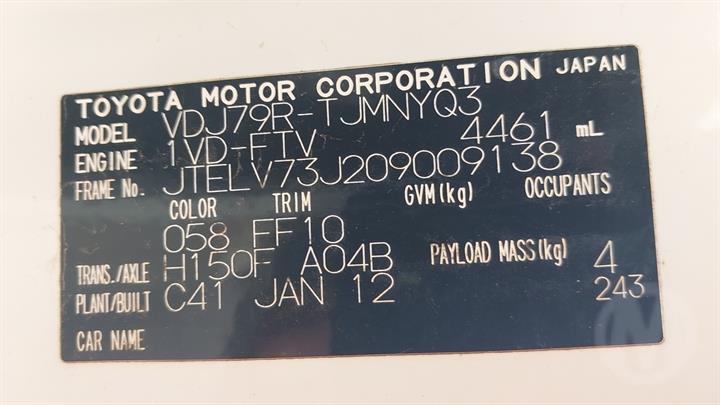 TOYOTA MOTOR CORPORATION JAPAN
MODEL VDJ79R-TJMNYQ3
ENGINE 1VD-FTV 4461 mL
FRAME No. JTELV73J209009138
COLOR TRIM GVM(kg) OCCUPANTS
058 FF10
TRANS./AXLE H150F A04B PAYLOAD MASS(kg) 4
PLANT/BUILT C41 JAN 12 243
CAR NAME
M